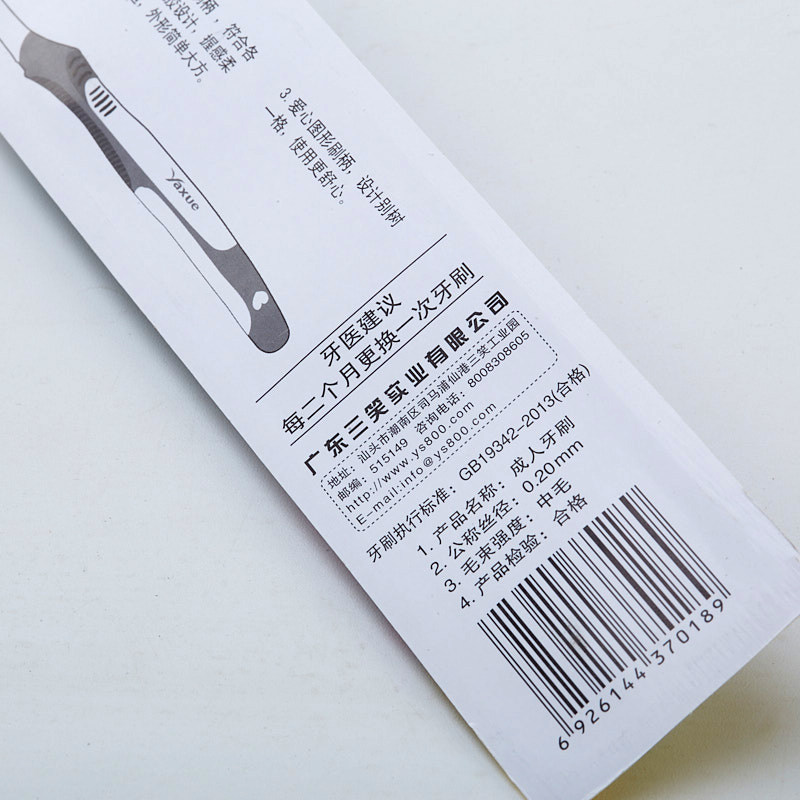 柄，符合各
设计，握感柔
外形简单大方。
Yaxue
3. 爱心图形刷柄，设计别树
一格，使用更舒心。
牙医建议
每二个月更换一次牙刷
广东三笑实业有限公司
地址：汕头市潮南区司马浦仙港三笑工业园
邮编：515149 咨询电话：8008308605
http://www.ys800.com
E-mail:info@ys800.com
牙刷执行标准：GB19342-2013(合格)
1. 产品名称：成人牙刷
2. 公称丝径：0.20mm
3. 毛束强度：中毛
4. 产品检验：合格
6 926144 370189